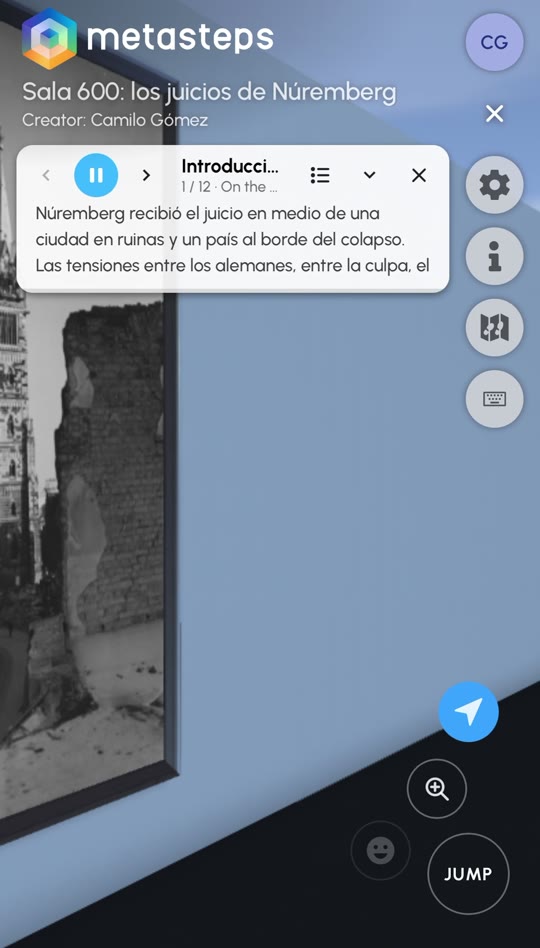 metasteps
CG
Sala 600: los juicios de Núremberg
Creator: Camilo Gómez
Introducci...
1 / 12 · On the ...
Núremberg recibió el juicio en medio de una
ciudad en ruinas y un país al borde del colapso.
Las tensiones entre los alemanes, entre la culpa, el
JUMP